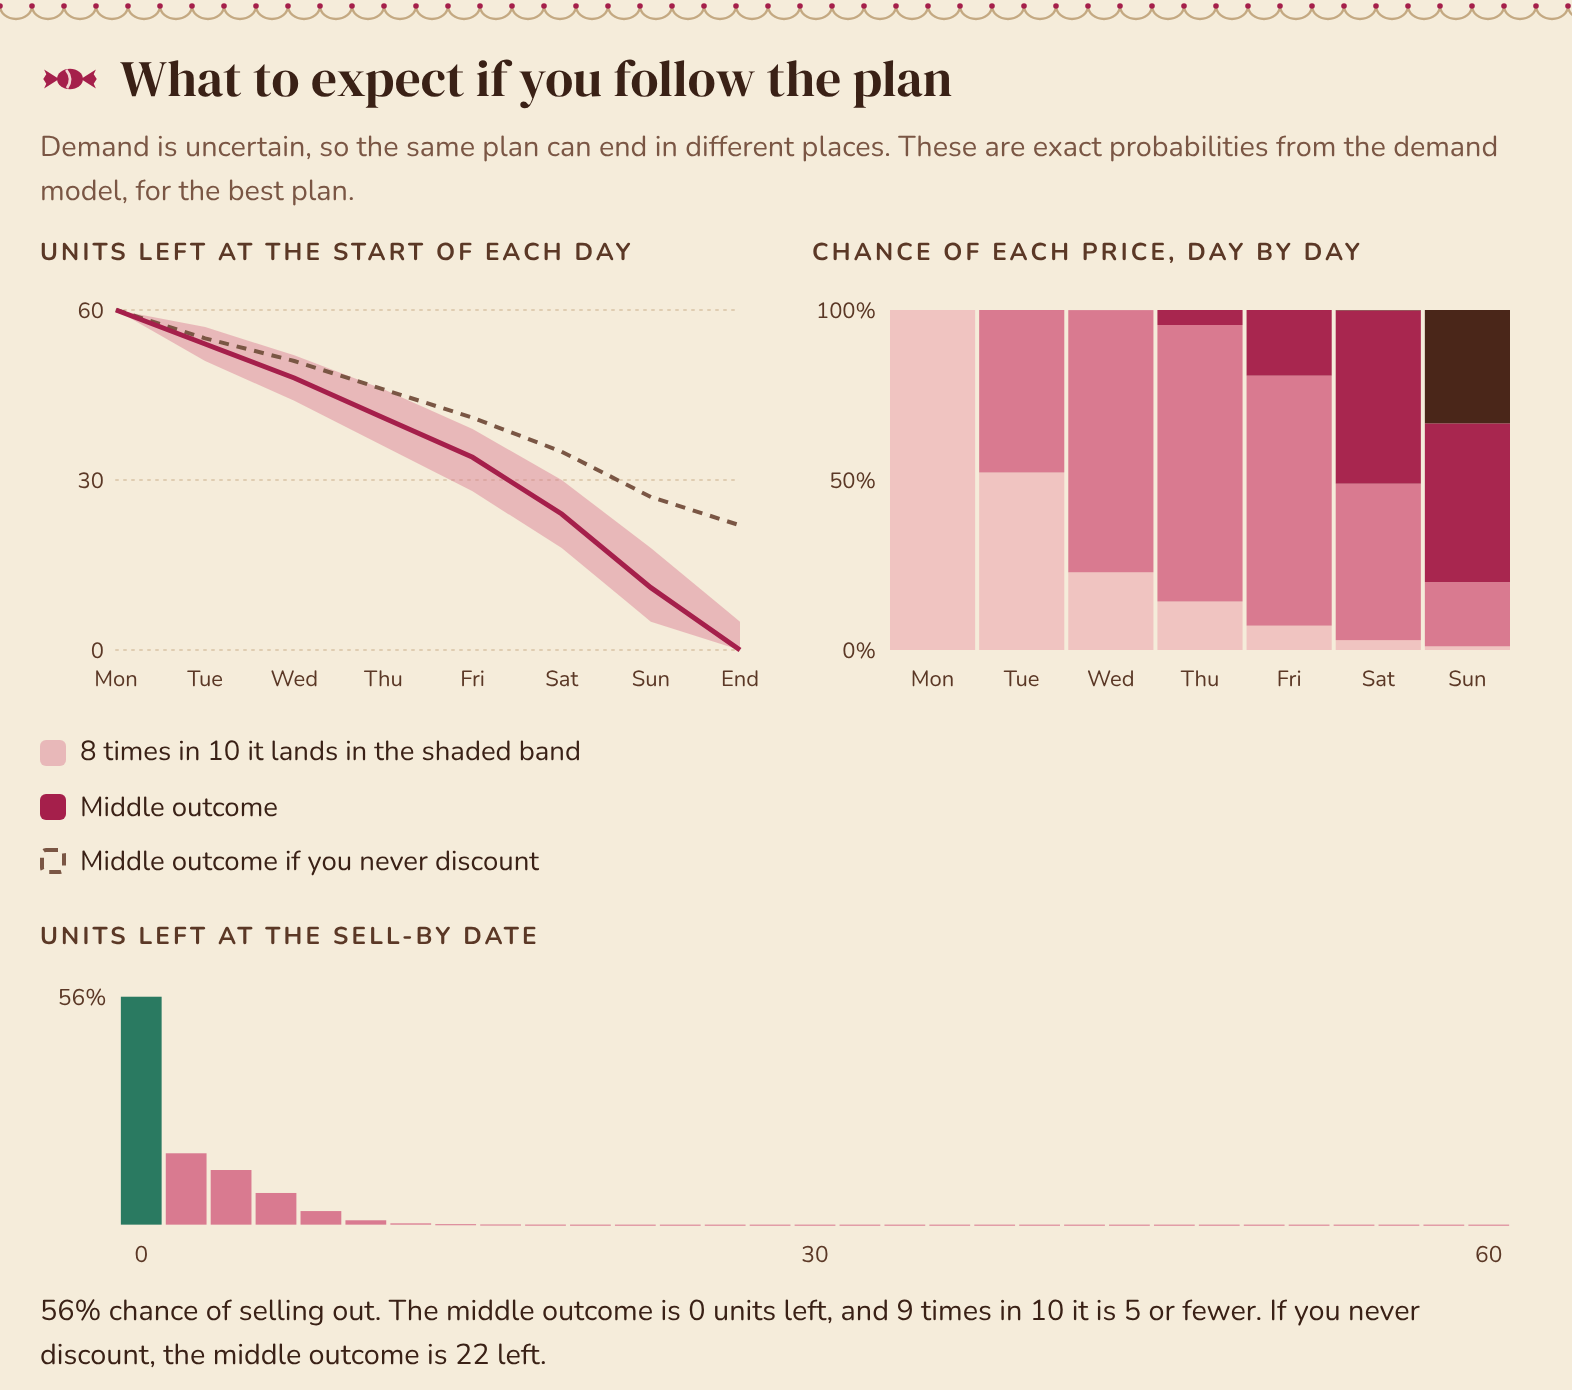 What to expect if you follow the plan
Demand is uncertain, so the same plan can end in different places. These are exact probabilities from the demand
model, for the best plan.
UNITS LEFT AT THE START OF EACH DAY
60
30
0
Mon Tue Wed Thu Fri Sat Sun End
8 times in 10 it lands in the shaded band
Middle outcome
Middle outcome if you never discount
CHANCE OF EACH PRICE, DAY BY DAY
100%
50%
0%
Mon Tue Wed Thu Fri Sat Sun
UNITS LEFT AT THE SELL-BY DATE
56%
0 30 60
56% chance of selling out. The middle outcome is 0 units left, and 9 times in 10 it is 5 or fewer. If you never
discount, the middle outcome is 22 left.